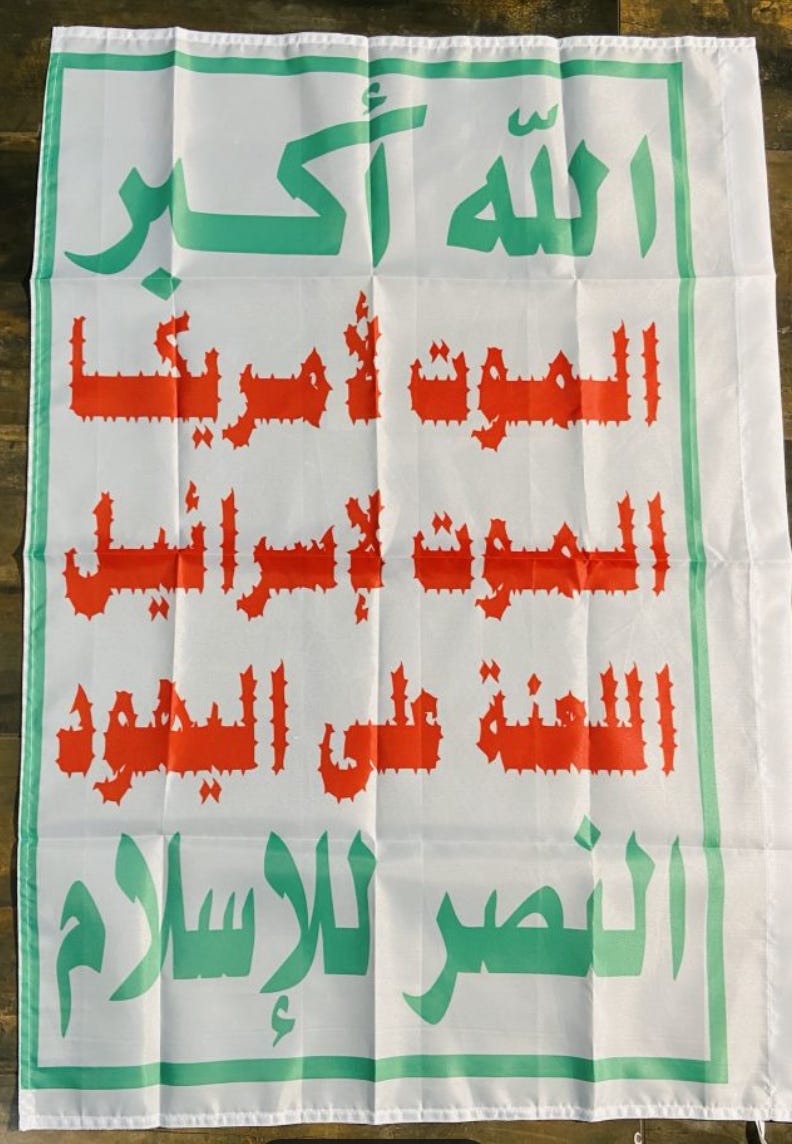 الله أكبر
الموت لأمريكا
الموت لإسرائيل
اللعنة على اليهود
النصر للإسلام